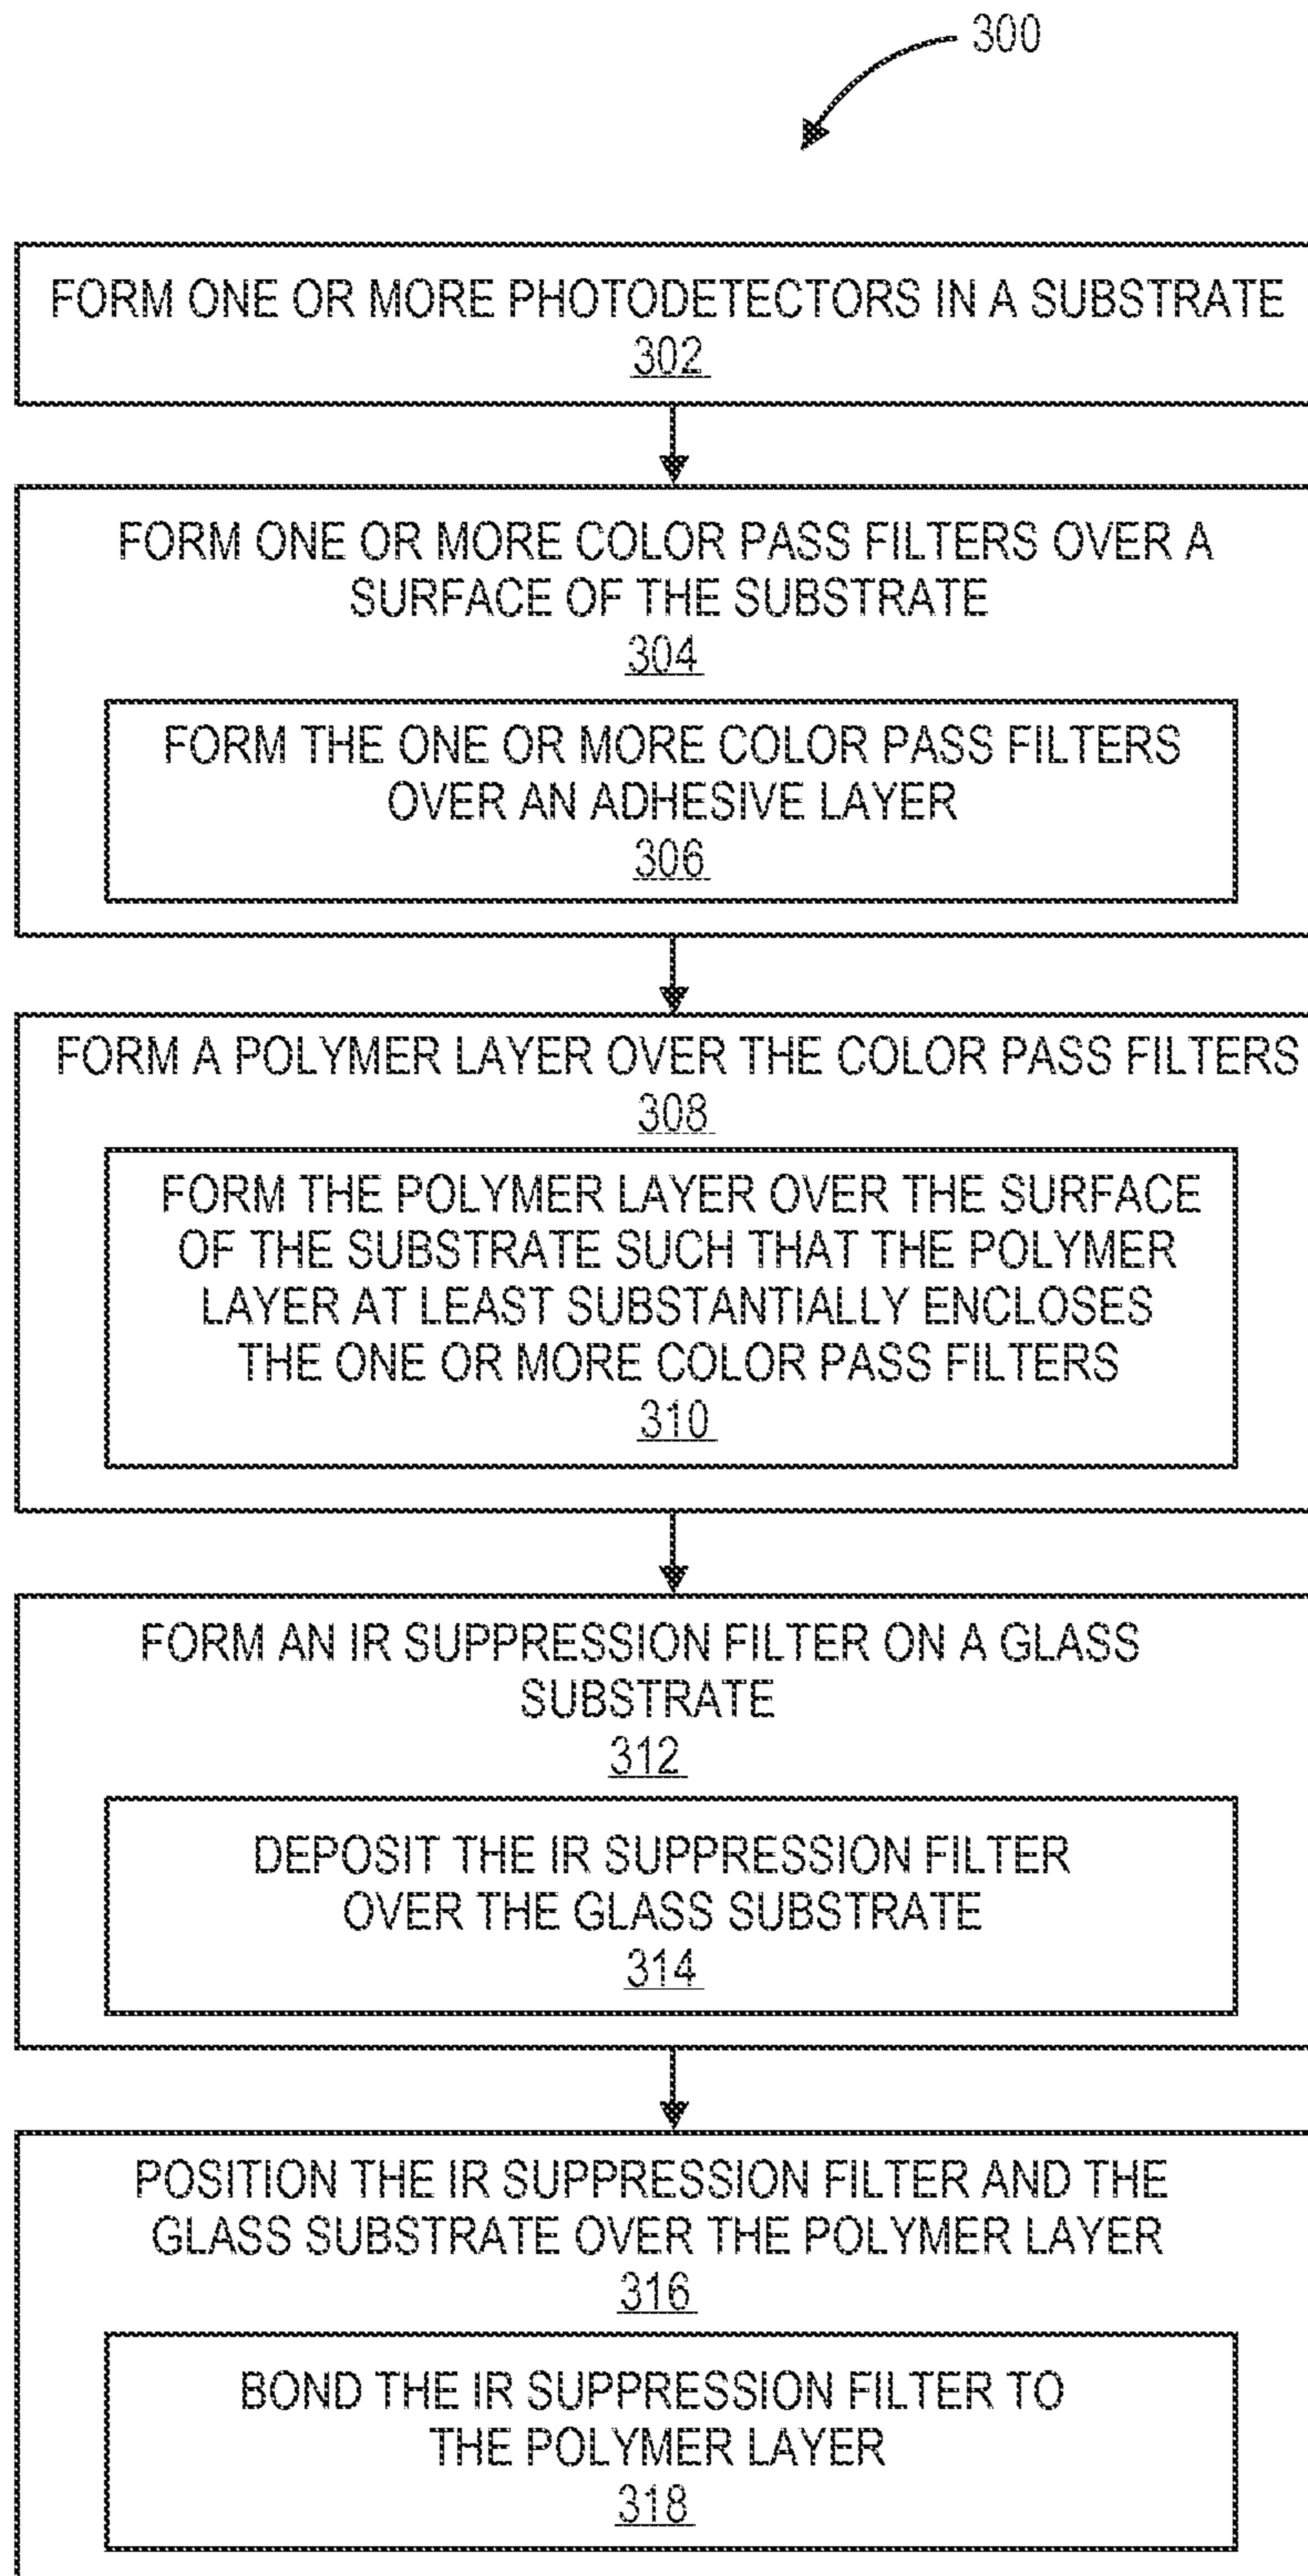 300
FORM ONE OR MORE PHOTODETECTORS IN A SUBSTRATE
302
FORM ONE OR MORE COLOR PASS FILTERS OVER A
SURFACE OF THE SUBSTRATE
304
FORM THE ONE OR MORE COLOR PASS FILTERS
OVER AN ADHESIVE LAYER
306
FORM A POLYMER LAYER OVER THE COLOR PASS FILTERS
308
FORM THE POLYMER LAYER OVER THE SURFACE
OF THE SUBSTRATE SUCH THAT THE POLYMER
LAYER AT LEAST SUBSTANTIALLY ENCLOSES
THE ONE OR MORE COLOR PASS FILTERS
310
FORM AN IR SUPPRESSION FILTER ON A GLASS
SUBSTRATE
312
DEPOSIT THE IR SUPPRESSION FILTER
OVER THE GLASS SUBSTRATE
314
POSITION THE IR SUPPRESSION FILTER AND THE
GLASS SUBSTRATE OVER THE POLYMER LAYER
316
BOND THE IR SUPPRESSION FILTER TO
THE POLYMER LAYER
318